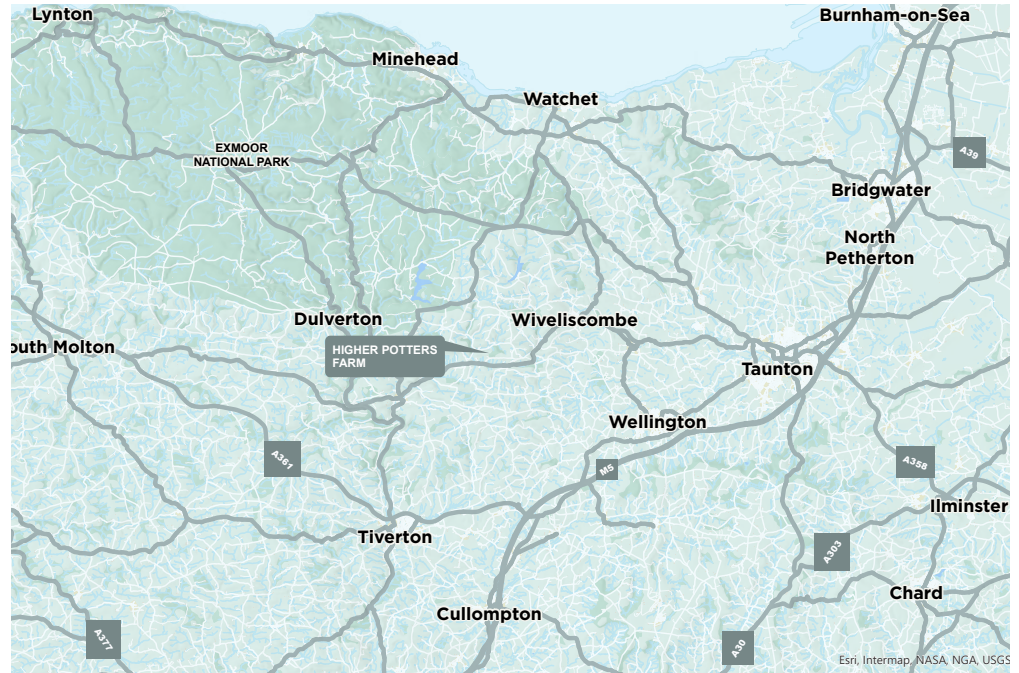 Lynton
Burnham-on-Sea
Minehead
Watchet
EXMOOR
NATIONAL PARK
A39
Bridgwater
North
Petherton
Dulverton
Wiveliscombe
outh Molton
HIGHER POTTERS
FARM
Taunton
Wellington
A361
M5
A358
Ilminster
Tiverton
A303
Chard
Cullompton
A377
A30
Esri, Intermap, NASA, NGA, USGS